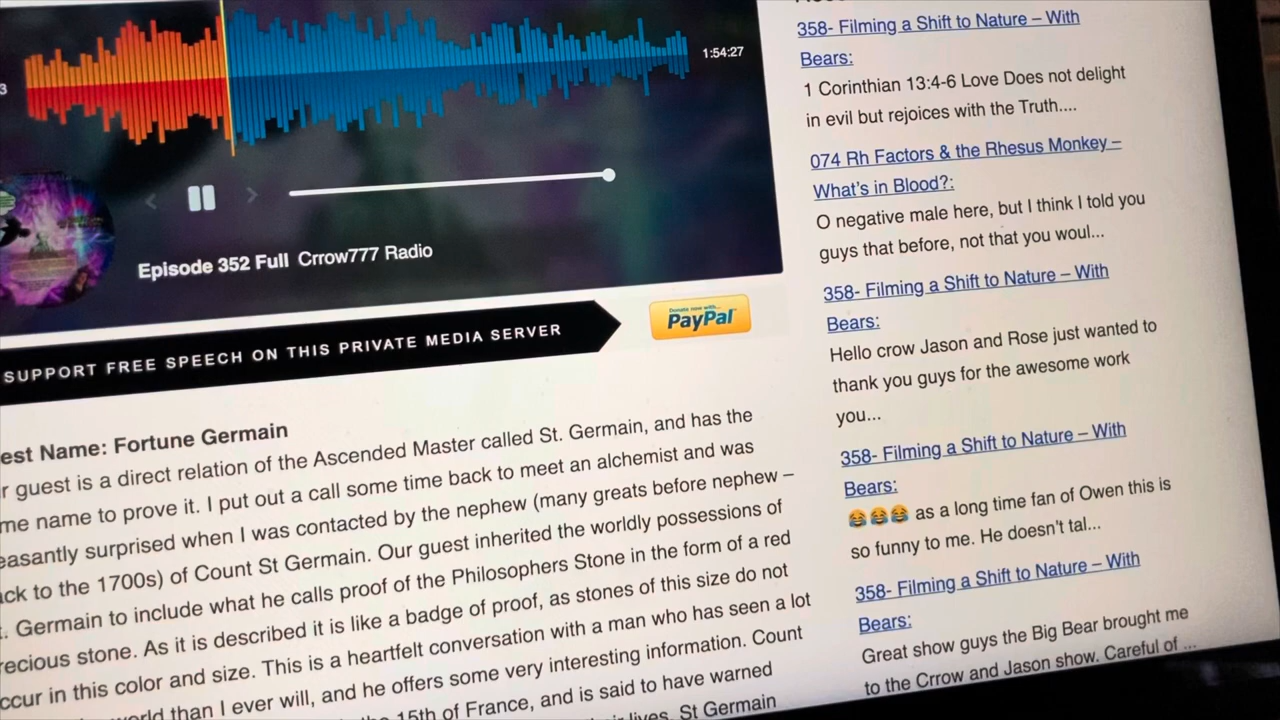 3
1:54:27
Episode 352 Full Crrow777 Radio
SUPPORT FREE SPEECH ON THIS PRIVATE MEDIA SERVER
Donate now with...
PayPal
est Name: Fortune Germain
r guest is a direct relation of the Ascended Master called St. Germain, and has the
me name to prove it. I put out a call some time back to meet an alchemist and was
easantly surprised when I was contacted by the nephew (many greats before nephew –
ck to the 1700s) of Count St Germain. Our guest inherited the worldly possessions of
. Germain to include what he calls proof of the Philosophers Stone in the form of a red
recious stone. As it is described it is like a badge of proof, as stones of this size do not
ccur in this color and size. This is a heartfelt conversation with a man who has seen a lot
world than I ever will, and he offers some very interesting information. Count
15th of France, and is said to have warned
lives. St Germain
358- Filming a Shift to Nature – With
Bears:
1 Corinthian 13:4-6 Love Does not delight
in evil but rejoices with the Truth....
074 Rh Factors & the Rhesus Monkey –
What's in Blood?:
O negative male here, but I think I told you
guys that before, not that you woul...
358- Filming a Shift to Nature – With
Bears:
Hello crow Jason and Rose just wanted to
thank you guys for the awesome work
you...
358- Filming a Shift to Nature – With
Bears:
😂😂😂 as a long time fan of Owen this is
so funny to me. He doesn't tal...
358- Filming a Shift to Nature – With
Bears:
Great show guys the Big Bear brought me
to the Crrow and Jason show. Careful of ...